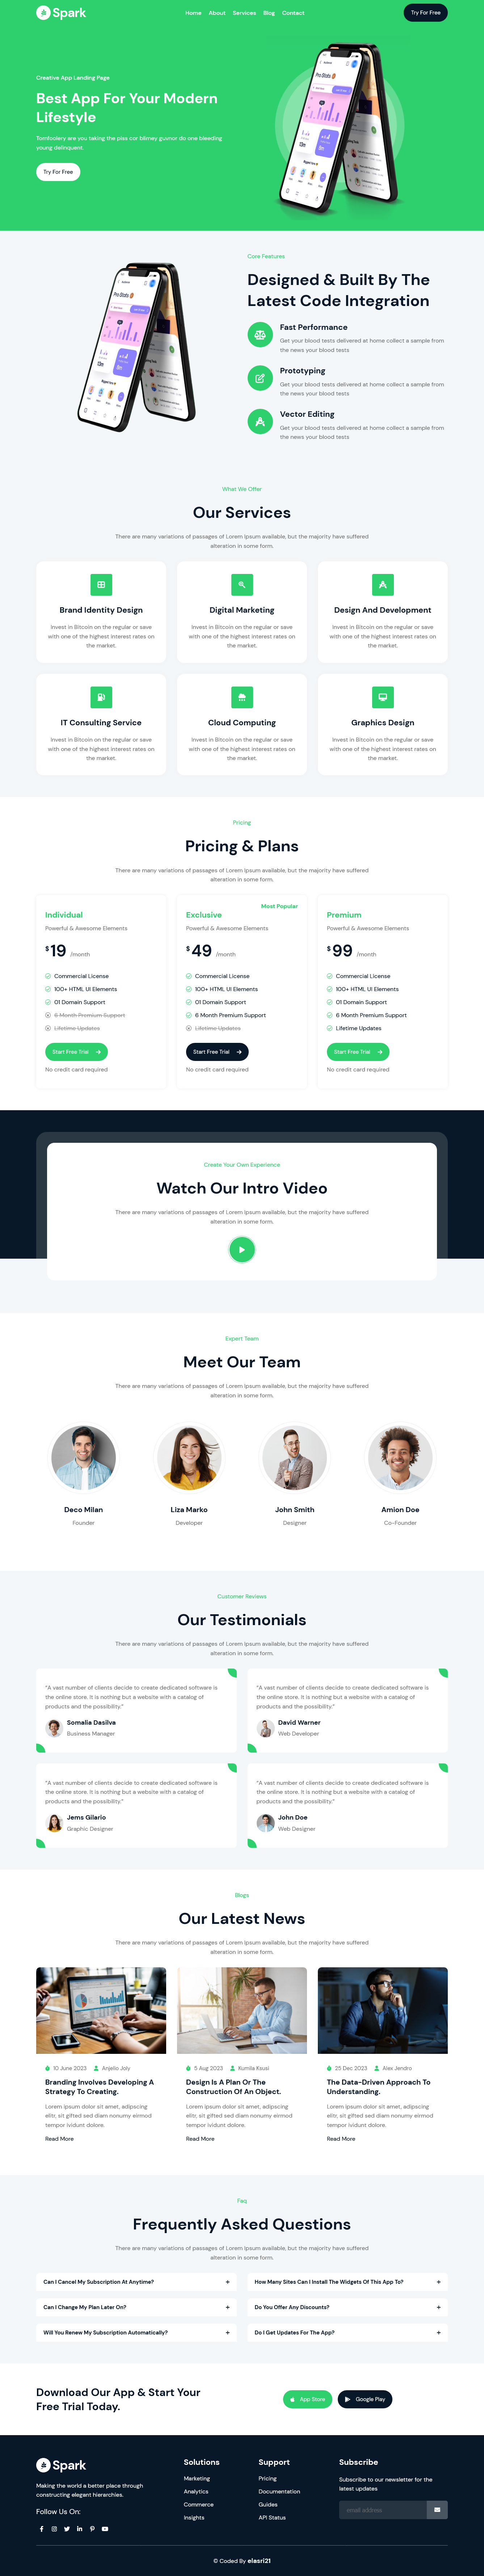 Spark
Home About Services Blog Contact
Try For Free
Creative App Landing Page
Best App For Your Modern
Lifestyle
Tomfoolery are you taking the piss cor blimey guvnor do one bleeding
young delinquent.
Try For Free
Core Features
Designed & Built By The
Latest Code Integration
Fast Performance
Get your blood tests delivered at home collect a sample from
the news your blood tests
Prototyping
Get your blood tests delivered at home collect a sample from
the news your blood tests
Vector Editing
Get your blood tests delivered at home collect a sample from
the news your blood tests
What We Offer
Our Services
There are many variations of passages of Lorem Ipsum available, but the majority have suffered
alteration in some form.
Brand Identity Design
Invest in Bitcoin on the regular or save
with one of the highest interest rates on
the market.
Digital Marketing
Invest in Bitcoin on the regular or save
with one of the highest interest rates on
the market.
Design And Development
Invest in Bitcoin on the regular or save
with one of the highest interest rates on
the market.
IT Consulting Service
Invest in Bitcoin on the regular or save
with one of the highest interest rates on
the market.
Cloud Computing
Invest in Bitcoin on the regular or save
with one of the highest interest rates on
the market.
Graphics Design
Invest in Bitcoin on the regular or save
with one of the highest interest rates on
the market.
Pricing
Pricing & Plans
There are many variations of passages of Lorem Ipsum available, but the majority have suffered
alteration in some form.
Individual
Powerful & Awesome Elements
$19 /month
Commercial License
100+ HTML UI Elements
01 Domain Support
6 Month Premium Support
Lifetime Updates
Start Free Trial
No credit card required
Most Popular
Exclusive
Powerful & Awesome Elements
$49 /month
Commercial License
100+ HTML UI Elements
01 Domain Support
6 Month Premium Support
Lifetime Updates
Start Free Trial
No credit card required
Premium
Powerful & Awesome Elements
$99 /month
Commercial License
100+ HTML UI Elements
01 Domain Support
6 Month Premium Support
Lifetime Updates
Start Free Trial
No credit card required
Create Your Own Experience
Watch Our Intro Video
There are many variations of passages of Lorem Ipsum available, but the majority have suffered
alteration in some form.
Expert Team
Meet Our Team
There are many variations of passages of Lorem Ipsum available, but the majority have suffered
alteration in some form.
Deco Milan
Founder
Liza Marko
Developer
John Smith
Designer
Amion Doe
Co-Founder
Customer Reviews
Our Testimonials
There are many variations of passages of Lorem Ipsum available, but the majority have suffered
alteration in some form.
“A vast number of clients decide to create dedicated software is
the online store. It is nothing but a website with a catalog of
products and the possibility.”
Somalia Dasilva
Business Manager
“A vast number of clients decide to create dedicated software is
the online store. It is nothing but a website with a catalog of
products and the possibility.”
David Warner
Web Developer
“A vast number of clients decide to create dedicated software is
the online store. It is nothing but a website with a catalog of
products and the possibility.”
Jems Gilario
Graphic Designer
“A vast number of clients decide to create dedicated software is
the online store. It is nothing but a website with a catalog of
products and the possibility.”
John Doe
Web Designer
Blogs
Our Latest News
There are many variations of passages of Lorem Ipsum available, but the majority have suffered
alteration in some form.
10 June 2023 Anjelio Joly
Branding Involves Developing A
Strategy To Creating.
Lorem ipsum dolor sit amet, adipscing
elitr, sit gifted sed diam nonumy eirmod
tempor ividunt dolore.
Read More
5 Aug 2023 Kumila Ksusi
Design Is A Plan Or The
Construction Of An Object.
Lorem ipsum dolor sit amet, adipscing
elitr, sit gifted sed diam nonumy eirmod
tempor ividunt dolore.
Read More
25 Dec 2023 Alex Jendro
The Data-Driven Approach To
Understanding.
Lorem ipsum dolor sit amet, adipscing
elitr, sit gifted sed diam nonumy eirmod
tempor ividunt dolore.
Read More
Faq
Frequently Asked Questions
There are many variations of passages of Lorem Ipsum available, but the majority have suffered
alteration in some form.
Can I Cancel My Subscription At Anytime? +
How Many Sites Can I Install The Widgets Of This App To? +
Can I Change My Plan Later On? +
Do You Offer Any Discounts? +
Will You Renew My Subscription Automatically? +
Do I Get Updates For The App? +
Download Our App & Start Your
Free Trial Today.
App Store
Google Play
Spark
Making the world a better place through
constructing elegant hierarchies.
Follow Us On:
Solutions
Marketing
Analytics
Commerce
Insights
Support
Pricing
Documentation
Guides
API Status
Subscribe
Subscribe to our newsletter for the
latest updates
email address
© Coded By elasri21